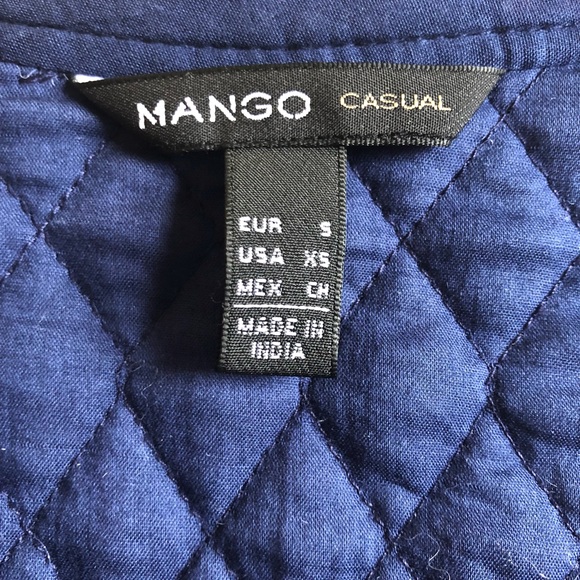 MANGO CASUAL
EUR S
USA XS
MEX CH
MADE IN
INDIA